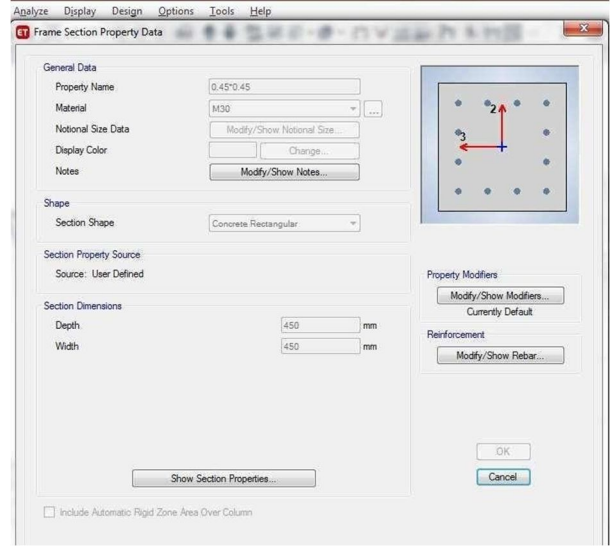 Analyze Display Design Options Tools Help
ET Frame Section Property Data
General Data
Property Name 0.45*0.45
Material M30 ...
Notional Size Data Modify/Show Notional Size...
Display Color Change...
Notes Modify/Show Notes...
2
3
Shape
Section Shape Concrete Rectangular
Section Property Source
Source: User Defined
Property Modifiers
Modify/Show Modifiers...
Currently Default
Section Dimensions
Depth 450 mm
Width 450 mm
Reinforcement
Modify/Show Rebar...
OK
Show Section Properties...
Cancel
Include Automatic Rigid Zone Area Over Column